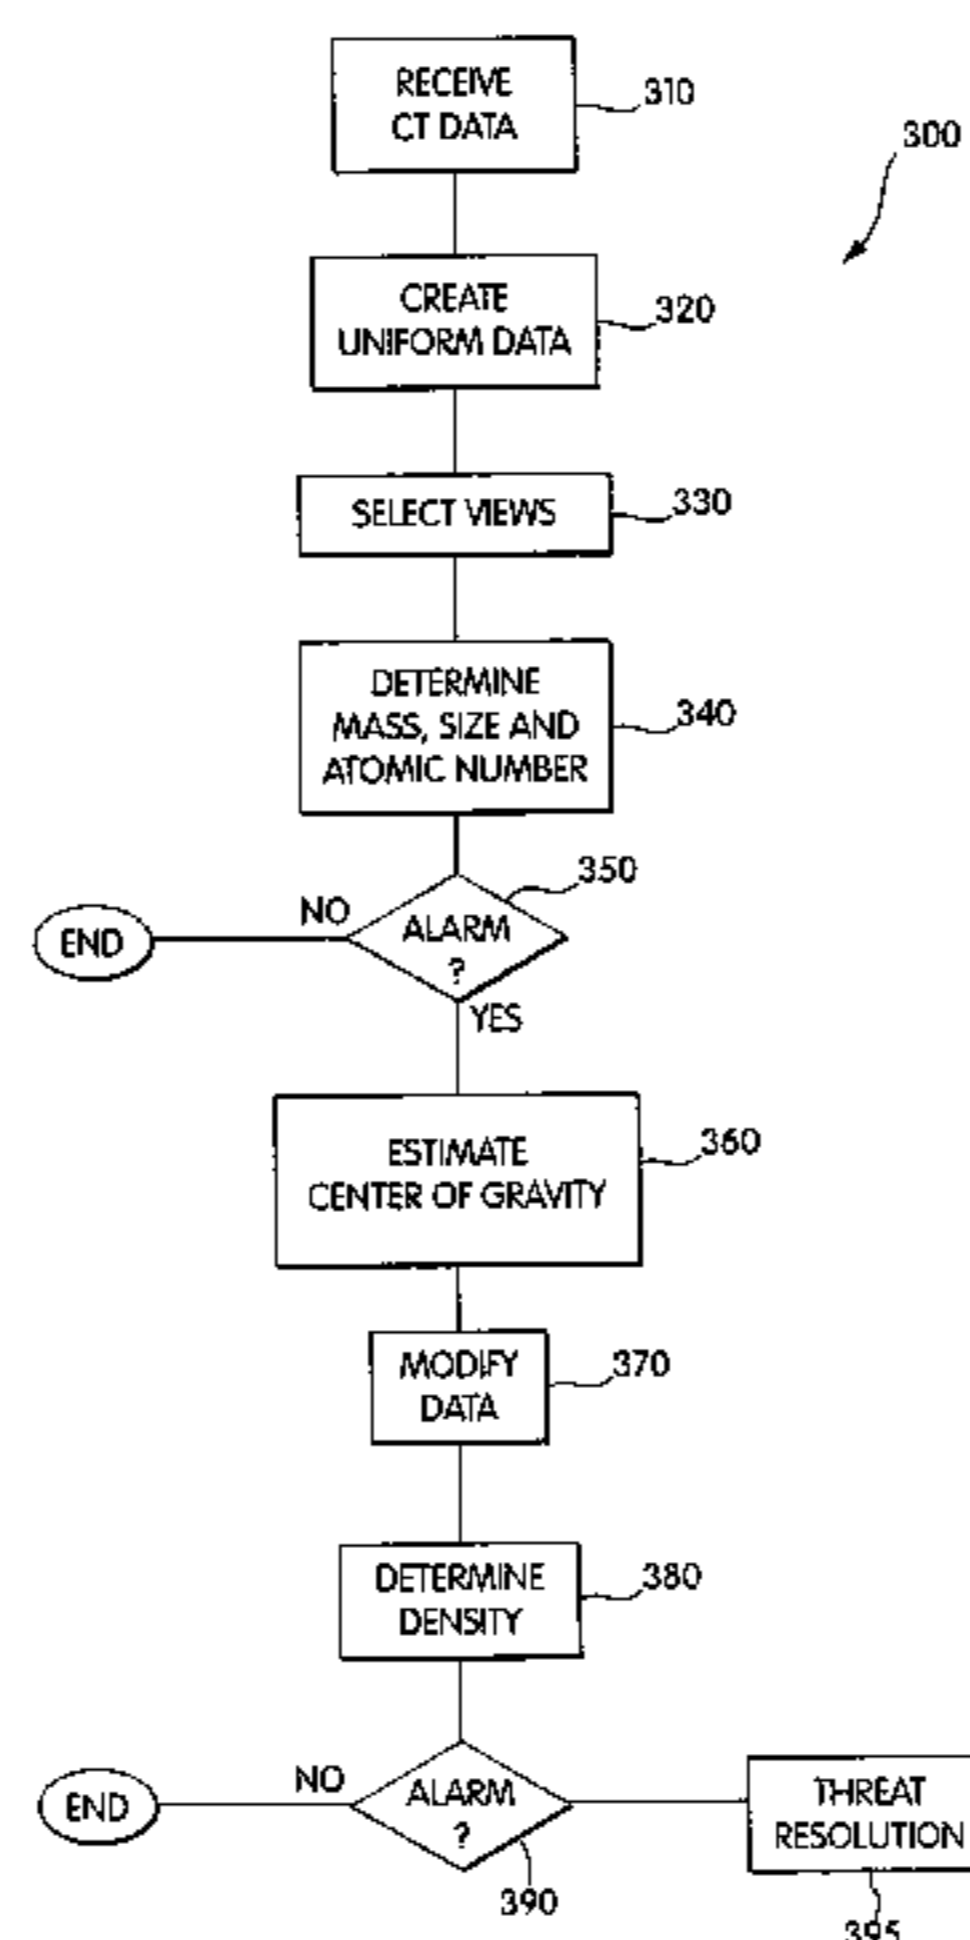 RECEIVE
CT DATA
310
300
CREATE
UNIFORM DATA
320
SELECT VIEWS
330
DETERMINE
MASS, SIZE AND
ATOMIC NUMBER
340
350
NO
ALARM
?
END
YES
ESTIMATE
CENTER OF GRAVITY
360
MODIFY
DATA
370
DETERMINE
DENSITY
380
NO
ALARM
?
END
THREAT
RESOLUTION
390
395